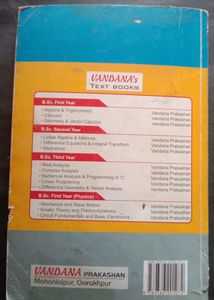 VANDANA's
TEXT BOOKS
B.Sc. First Year
• Algebra & Trigonometry Vandana Prakashan
• Calculus Vandana Prakashan
• Geometry & Vector Calculus Vandana Prakashan
B.Sc. Second Year
• Linear Algebra & Matrices Vandana Prakashan
• Differential Equations & Integral Transform Vandana Prakashan
• Mechanics Vandana Prakashan
B.Sc. Third Year
• Real Analysis Vandana Prakashan
• Complex Analysis Vandana Prakashan
• Numerical Analysis & Programming in 'C' Vandana Prakashan
• Linear Programing Vandana Prakashan
• Differential Geometry & Tensor Analysis Vandana Prakashan
B.Sc. First Year (Physics)
• Mechanics and Wave Motion Vandana Prakashan
• Kinetic Theory and Thermodynamics Vandana Prakashan
• Circuit Fundamentals and Basic Electronics Vandana Prakashan
VANDANA PRAKASHAN
Mohanlalpur, Gorakhpur